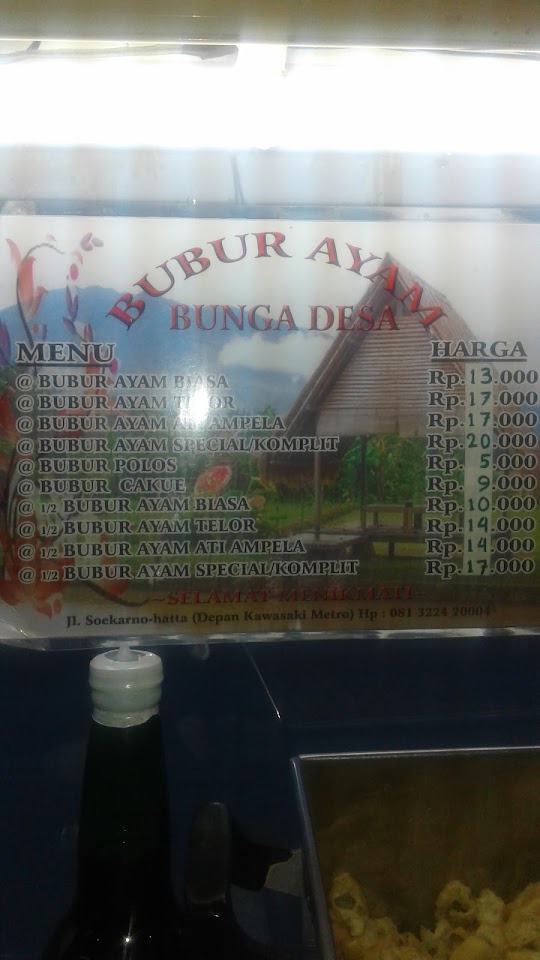 BUBUR AYAM
BUNGA DESA
MENU HARGA
@ BUBUR AYAM BIASA Rp.13.000
@ BUBUR AYAM TELOR Rp.17.000
@ BUBUR AYAM ATI AMPELA Rp.17.000
@ BUBUR AYAM SPECIAL/KOMPLIT Rp.20.000
@ BUBUR POLOS Rp.5.000
@ BUBUR CAKUE Rp.9.000
@ 1/2 BUBUR AYAM BIASA Rp.10.000
@ 1/2 BUBUR AYAM TELOR Rp.14.000
@ 1/2 BUBUR AYAM ATI AMPELA Rp.14.000
@ 1/2 BUBUR AYAM SPECIAL/KOMPLIT Rp.17.000
~SELAMAT MENIKMATI~
Jl. Soekarno-hatta (Depan Kawasaki Metro) Hp : 081 3224 20004